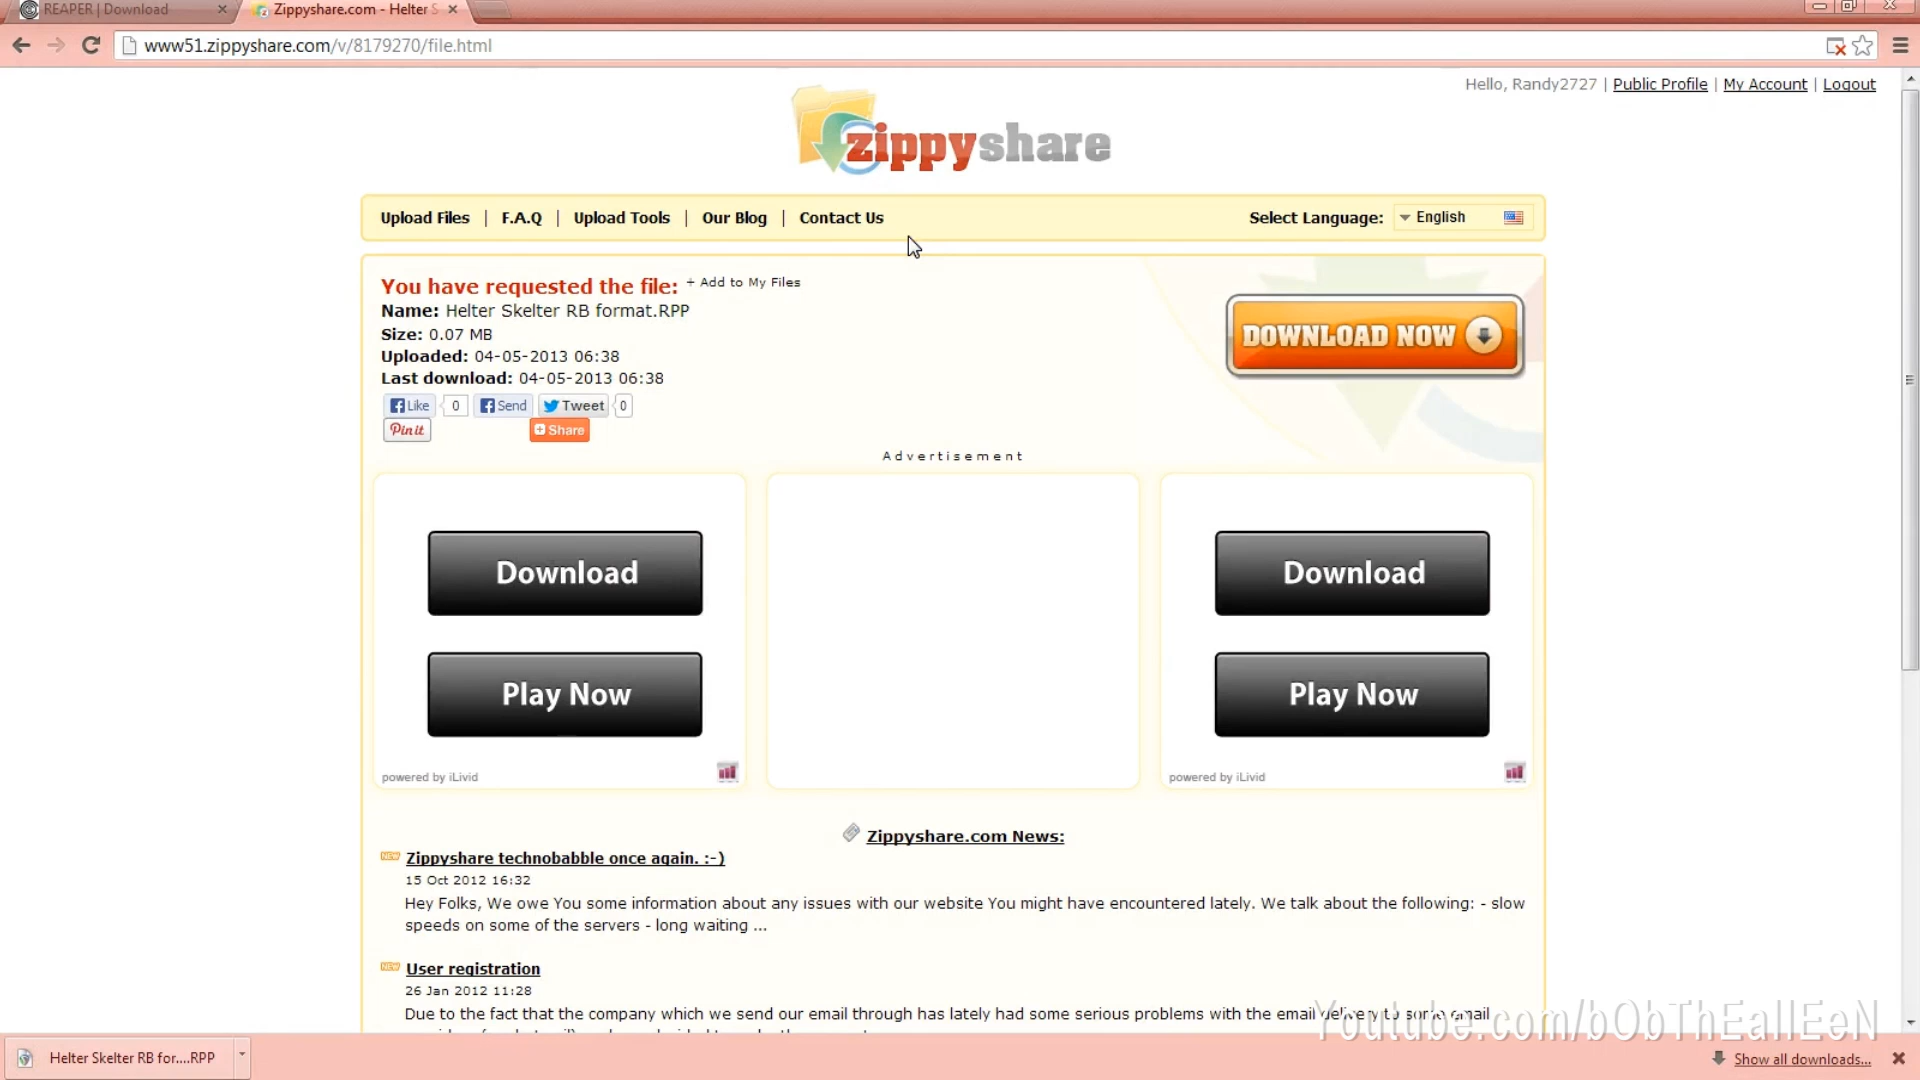 REAPER | Download
Zippyshare.com - Helter S
www51.zippyshare.com/v/8179270/file.html
Hello, Randy2727 | Public Profile | My Account | Logout
zippyshare
Upload Files | F.A.Q | Upload Tools | Our Blog | Contact Us
Select Language: English
You have requested the file: + Add to My Files
Name: Helter Skelter RB format.RPP
Size: 0.07 MB
Uploaded: 04-05-2013 06:38
Last download: 04-05-2013 06:38
DOWNLOAD NOW
Like 0 Send Tweet 0
Pin it Share
Advertisement
Download
Play Now
powered by iLivid
Download
Play Now
powered by iLivid
Zippyshare.com News:
NEW Zippyshare technobabble once again. :-)
15 Oct 2012 16:32
Hey Folks, We owe You some information about any issues with our website You might have encountered lately. We talk about the following: - slow
speeds on some of the servers - long waiting ...
NEW User registration
26 Jan 2012 11:28
Due to the fact that the company which we send our email through has lately had some serious problems with the email delivery to some email
Youtube.com/bObThEalIEeN
Helter Skelter RB for....RPP
Show all downloads...